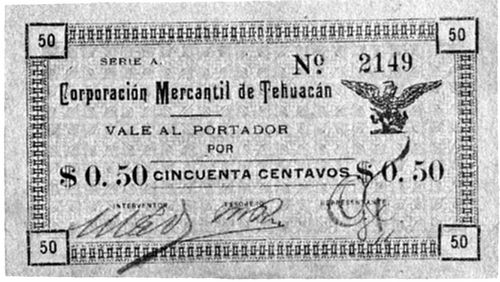 50 50
SERIE A. Nº 2149
Corporación Mercantil de Tehuacán
VALE AL PORTADOR
POR
$ 0.50 CINCUENTA CENTAVOS $ 0.50
INTERVENTOR TESORERO REPRESENTANTE
50 50